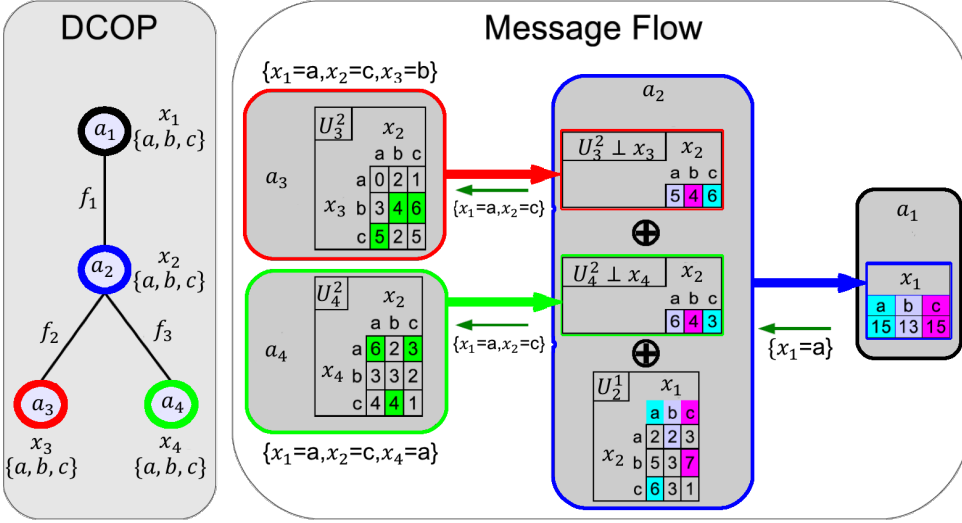 DCOP
a₁
x₁
{a, b, c}
f₁
a₂
x₂
{a, b, c}
f₂
f₃
a₃
a₄
x₃
{a, b, c}
x₄
{a, b, c}
Message Flow
{x₁=a,x₂=c,x₃=b}
a₃
U₃²
x₂
a b c
x₃
a 0 2 1
b 3 4 6
c 5 2 5
{x₁=a,x₂=c}
a₄
U₄²
x₂
a b c
x₄
a 6 2 3
b 3 3 2
c 4 4 1
{x₁=a,x₂=c}
{x₁=a,x₂=c,x₄=a}
a₂
U₃² ⊥ x₃
x₂
a b c
5 4 6
⊕
U₄² ⊥ x₄
x₂
a b c
6 4 3
⊕
U₂¹
x₁
a b c
x₂
a 2 2 3
b 5 3 7
c 6 3 1
{x₁=a}
a₁
x₁
a b c
15 13 15